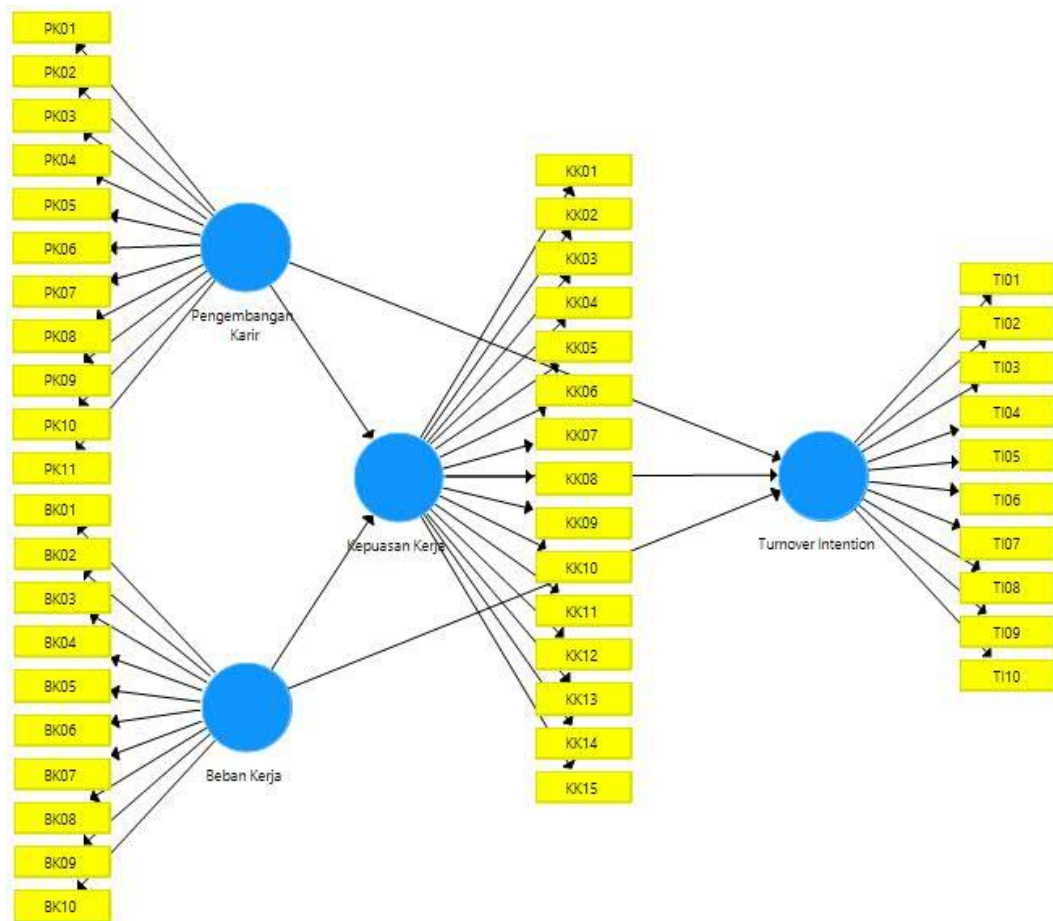 PK01
PK02
PK03
PK04
PK05
PK06
PK07
PK08
PK09
PK10
PK11
BK01
BK02
BK03
BK04
BK05
BK06
BK07
BK08
BK09
BK10
Pengembangan
Karir
Beban Kerja
Kepuasan Kerja
KK01
KK02
KK03
KK04
KK05
KK06
KK07
KK08
KK09
KK10
KK11
KK12
KK13
KK14
KK15
Turnover Intention
TI01
TI02
TI03
TI04
TI05
TI06
TI07
TI08
TI09
TI10